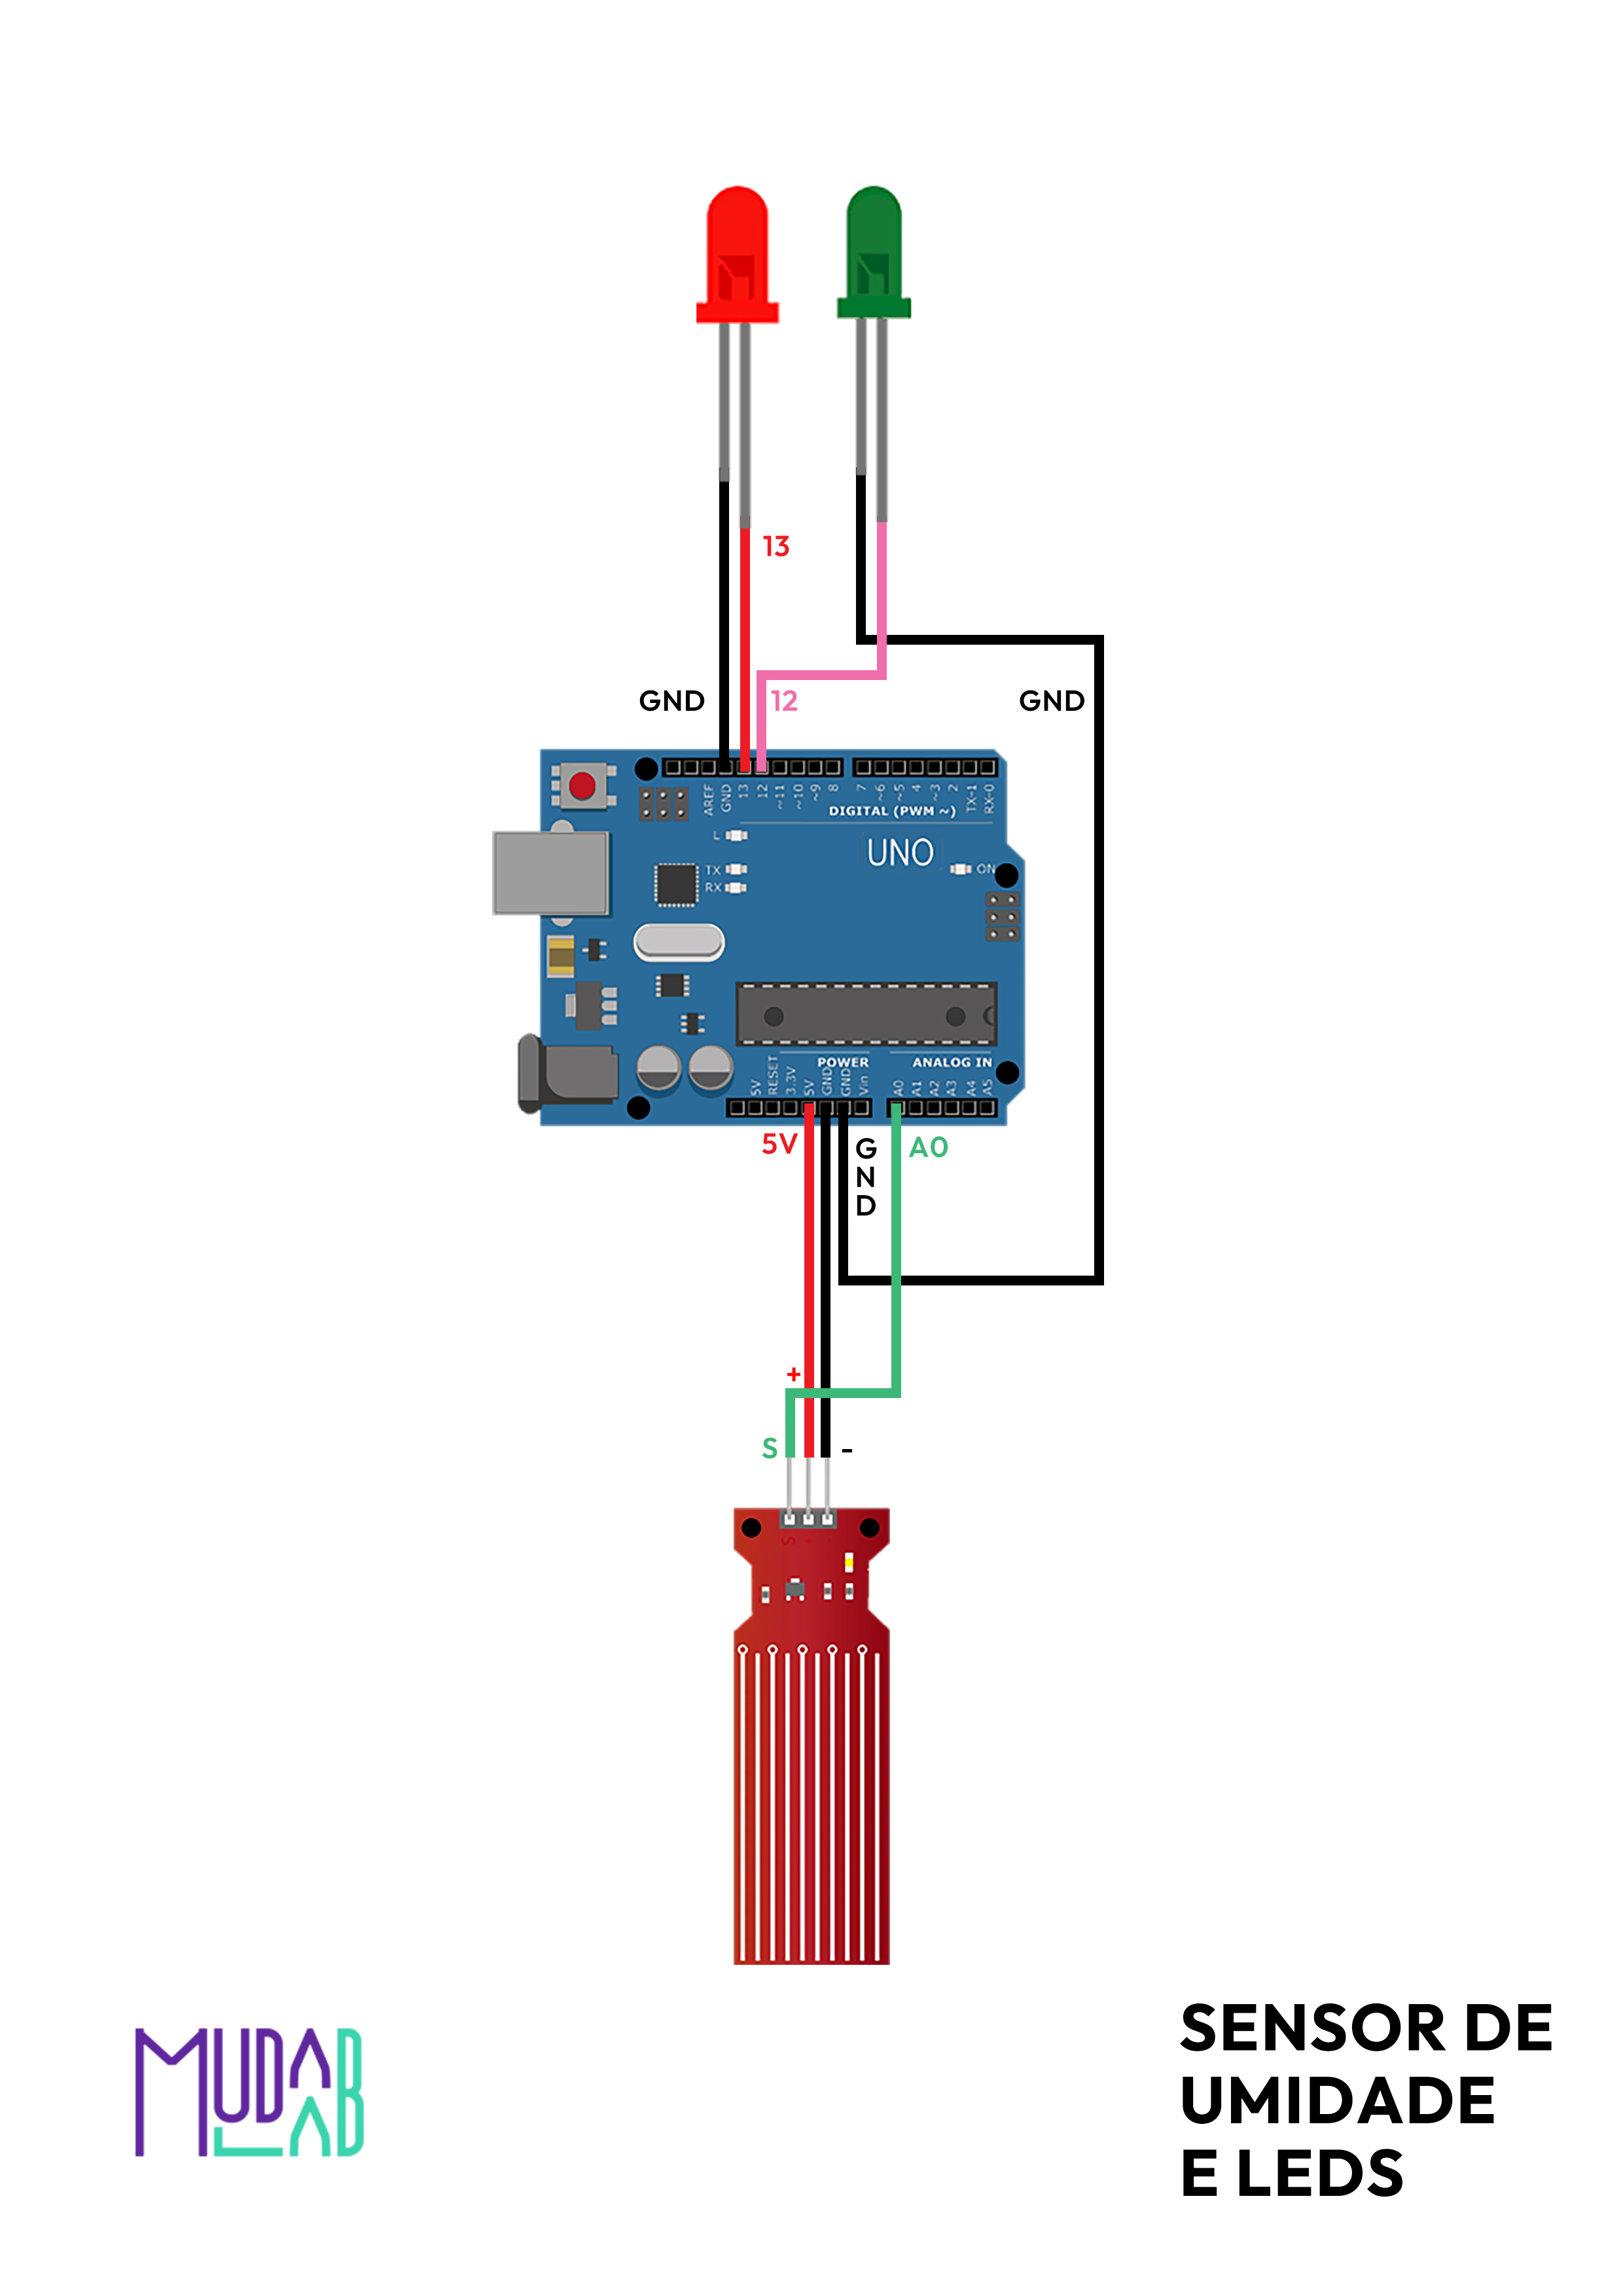 13
GND
12
GND
AREF
GND
13
12
~11
~10
~9
8
7
~6
~5
4
~3
2
TX-1
RX-0
DIGITAL (PWM ~)
L
UNO
TX
RX
ON
POWER
ANALOG IN
5V
RESET
3.3V
5V
GND
GND
Vin
A0
A1
A2
A3
A4
A5
5V
G
N
D
A0
+
S
-
S
MUDA
LAB
SENSOR DE
UMIDADE
E LEDS